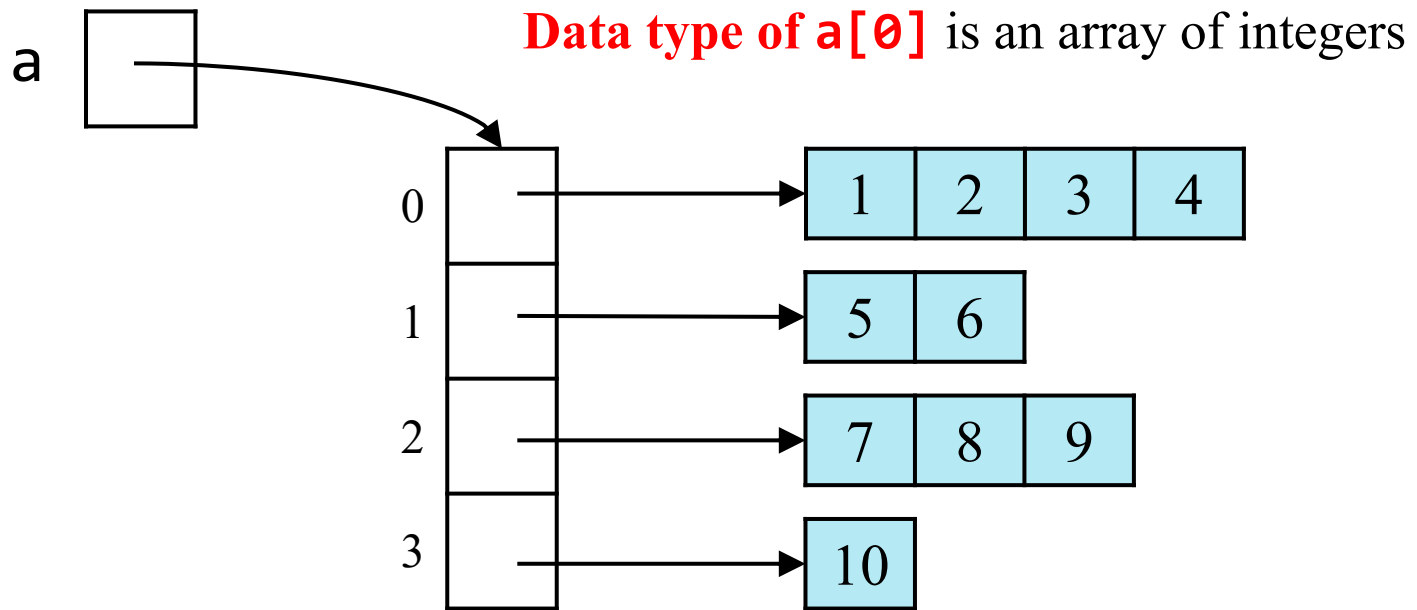 Data type of a[0] is an array of integers
a
0 1 2 3 4
1 5 6
2 7 8 9
3 10